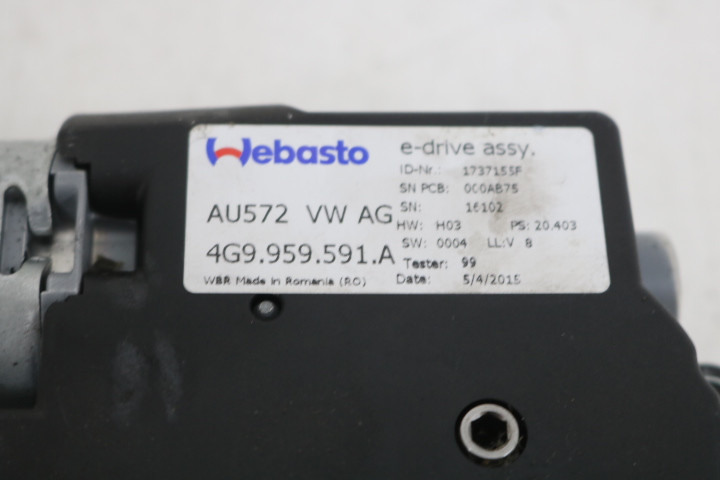 Webasto
AU572 VW AG
4G9.959.591.A
WBR Made in Romania (RO)
e-drive assy.
ID-Nr.: 1737155F
SN PCB: 000AB75
SN: 16102
HW: H03 PS: 20.403
SW: 0004 LL:V 8
Tester: 99
Date: 5/4/2015